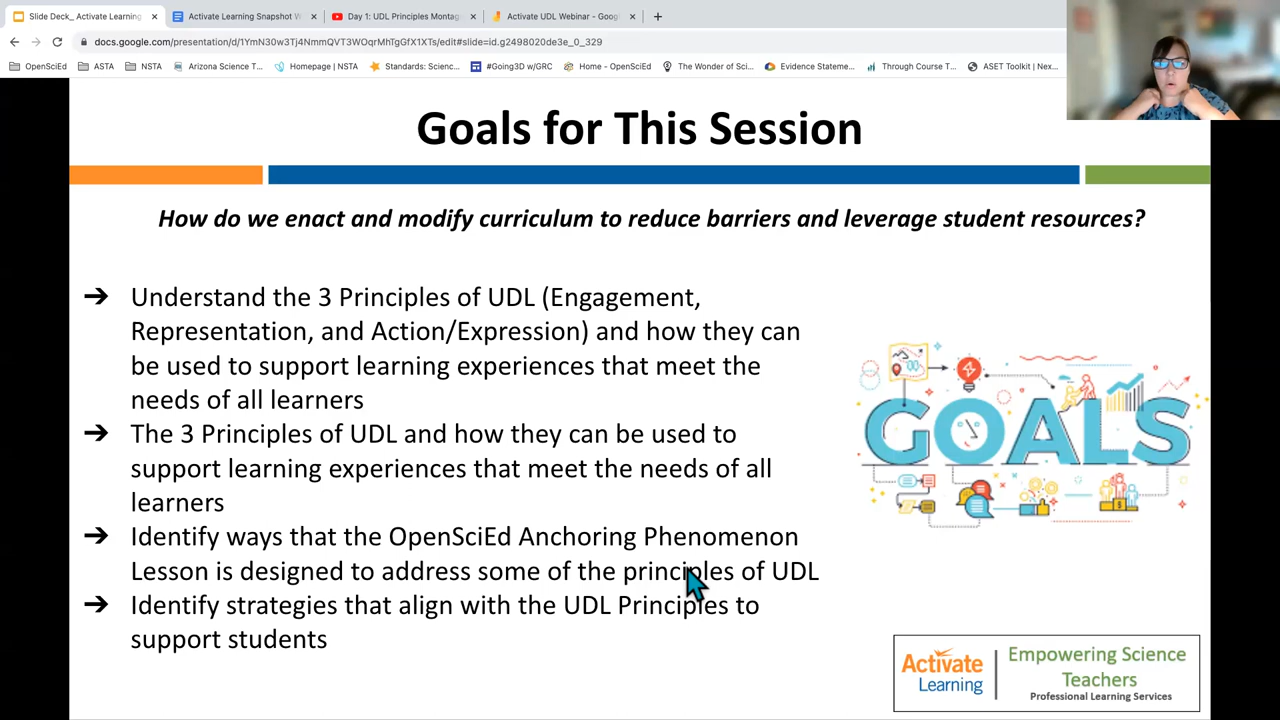 Slide Deck_ Activate Learning
Activate Learning Snapshot W
Day 1: UDL Principles Montag
Activate UDL Webinar - Goog
docs.google.com/presentation/d/1YmN30w3Tj4NmmQVT3WOqrMhTgGfX1XTs/edit#slide=id.g2498020de3e_0_329
OpenSciEd
ASTA
NSTA
Arizona Science T...
Homepage | NSTA
Standards: Scienc...
#Going3D w/GRC
Home - OpenSciEd
The Wonder of Sci...
Evidence Stateme...
Through Course T...
ASET Toolkit | Nex...
Goals for This Session
How do we enact and modify curriculum to reduce barriers and leverage student resources?
➔ Understand the 3 Principles of UDL (Engagement,
Representation, and Action/Expression) and how they can
be used to support learning experiences that meet the
needs of all learners
➔ The 3 Principles of UDL and how they can be used to
support learning experiences that meet the needs of all
learners
➔ Identify ways that the OpenSciEd Anchoring Phenomenon
Lesson is designed to address some of the principles of UDL
➔ Identify strategies that align with the UDL Principles to
support students
GOALS
Activate
Learning
Empowering Science
Teachers
Professional Learning Services